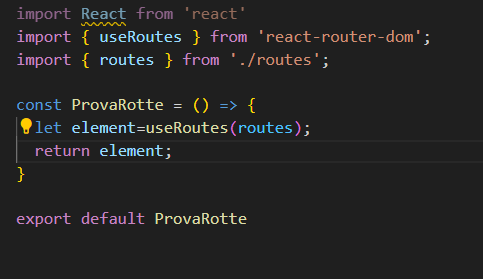 import React from 'react'
import { useRoutes } from 'react-router-dom';
import { routes } from './routes';
const ProvaRotte = () => {
let element=useRoutes(routes);
return element;
}
export default ProvaRotte